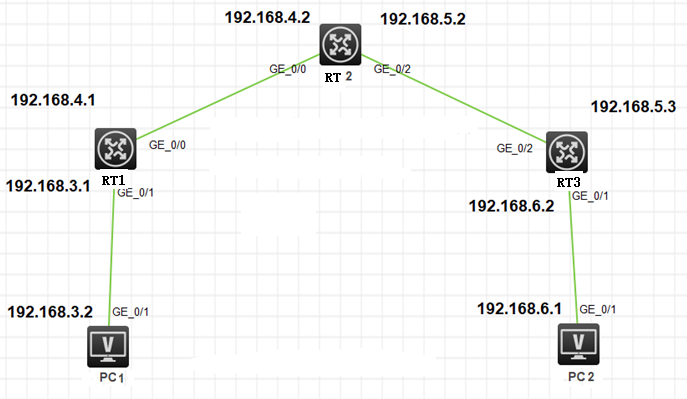 192.168.4.2
192.168.5.2
GE_0/0
RT 2
GE_0/2
192.168.4.1
192.168.5.3
GE_0/0
GE_0/2
RT1
RT3
192.168.3.1
GE_0/1
GE_0/1
192.168.6.2
192.168.3.2
GE_0/1
192.168.6.1
GE_0/1
V
V
PC1
PC2